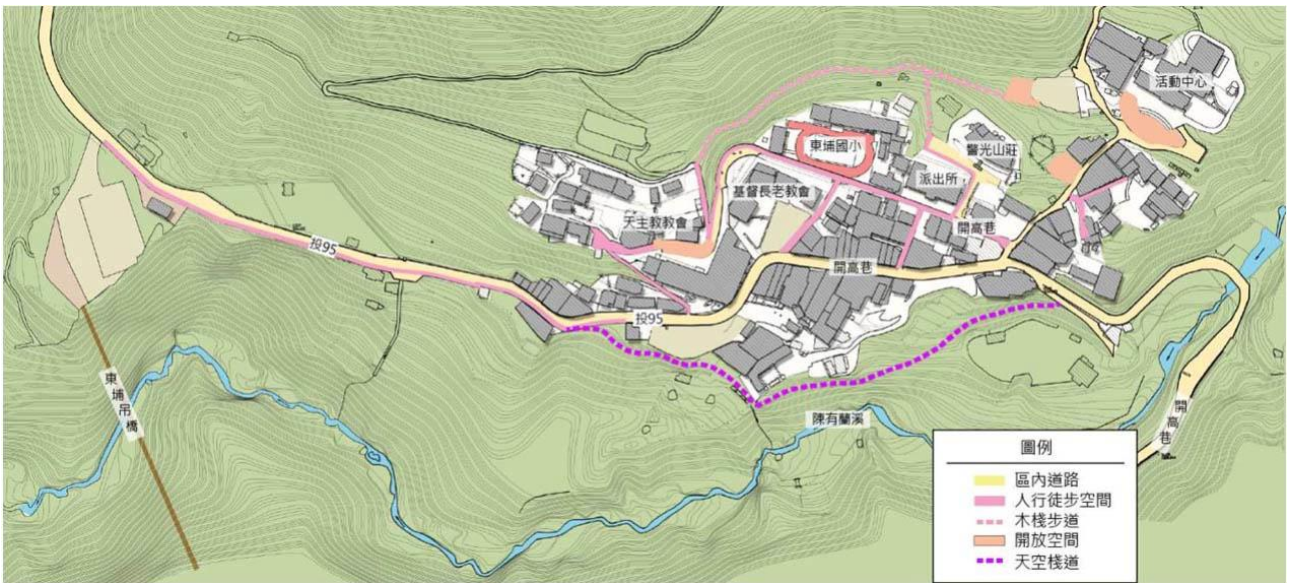 活動中心
東埔國小
警光山莊
派出所
基督長老教會
天主教教會
開高巷
投95
開高巷
投95
東埔吊橋
陳有蘭溪
開高巷
圖例
區內道路
人行徒步空間
木棧步道
開放空間
天空棧道